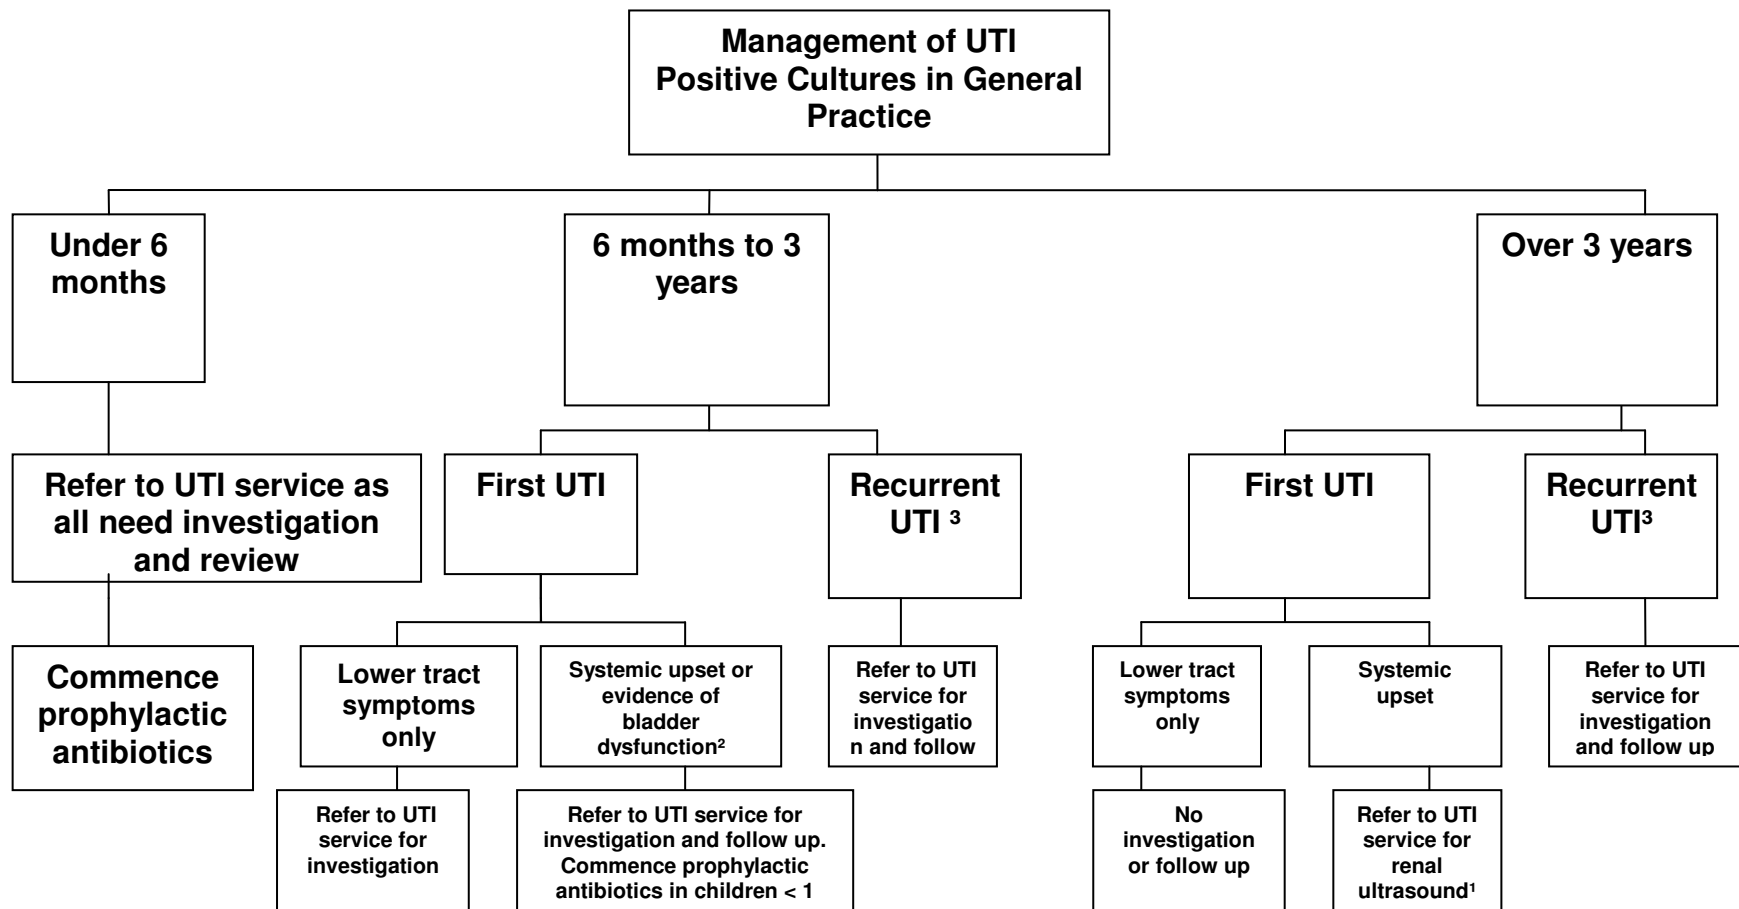 Management of UTI
Positive Cultures in General
Practice
Under 6
months
6 months to 3
years
Over 3 years
Refer to UTI service as
all need investigation
and review
First UTI
Recurrent
UTI ³
First UTI
Recurrent
UTI³
Commence
prophylactic
antibiotics
Lower tract
symptoms
only
Systemic upset or
evidence of
bladder
dysfunction²
Refer to UTI
service for
investigatio
n and follow
Lower tract
symptoms
only
Systemic
upset
Refer to UTI
service for
investigation
and follow up
Refer to UTI
service for
investigation
Refer to UTI service for
investigation and follow up.
Commence prophylactic
antibiotics in children < 1
No
investigation
or follow up
Refer to UTI
service for
renal
ultrasound¹